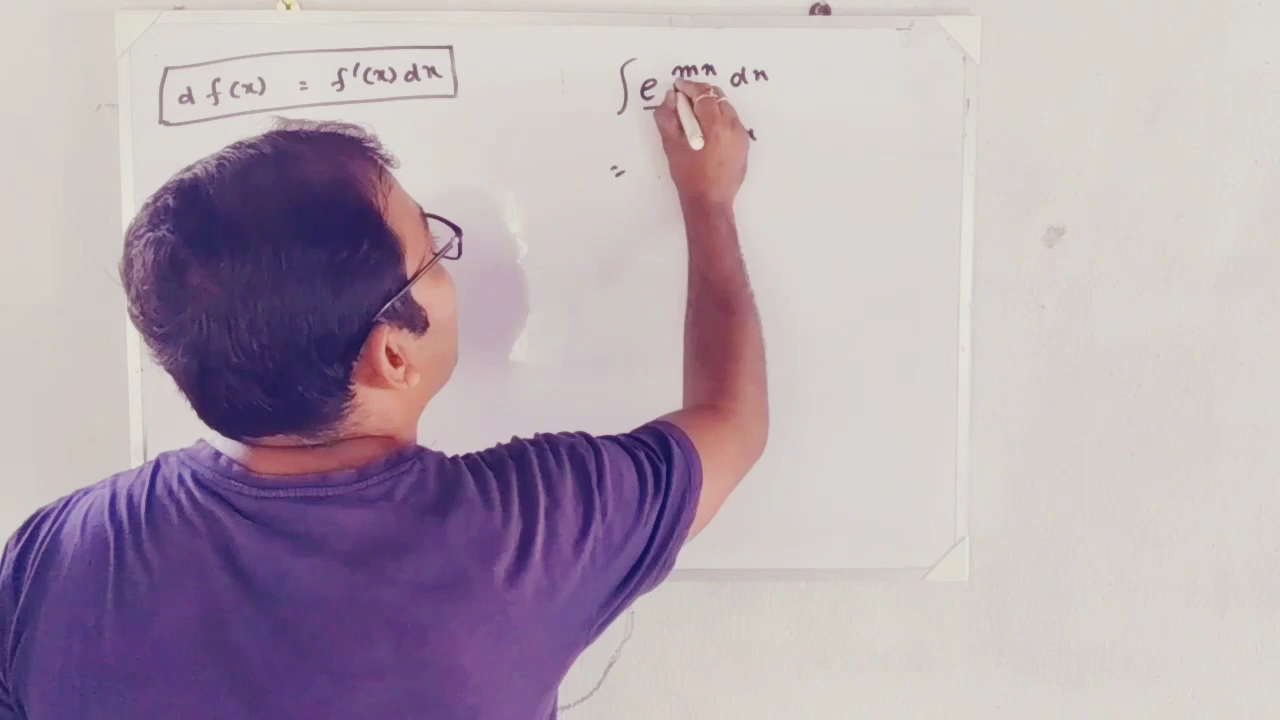 d f(x) = f'(x) dx
∫e^{mx} dx
=